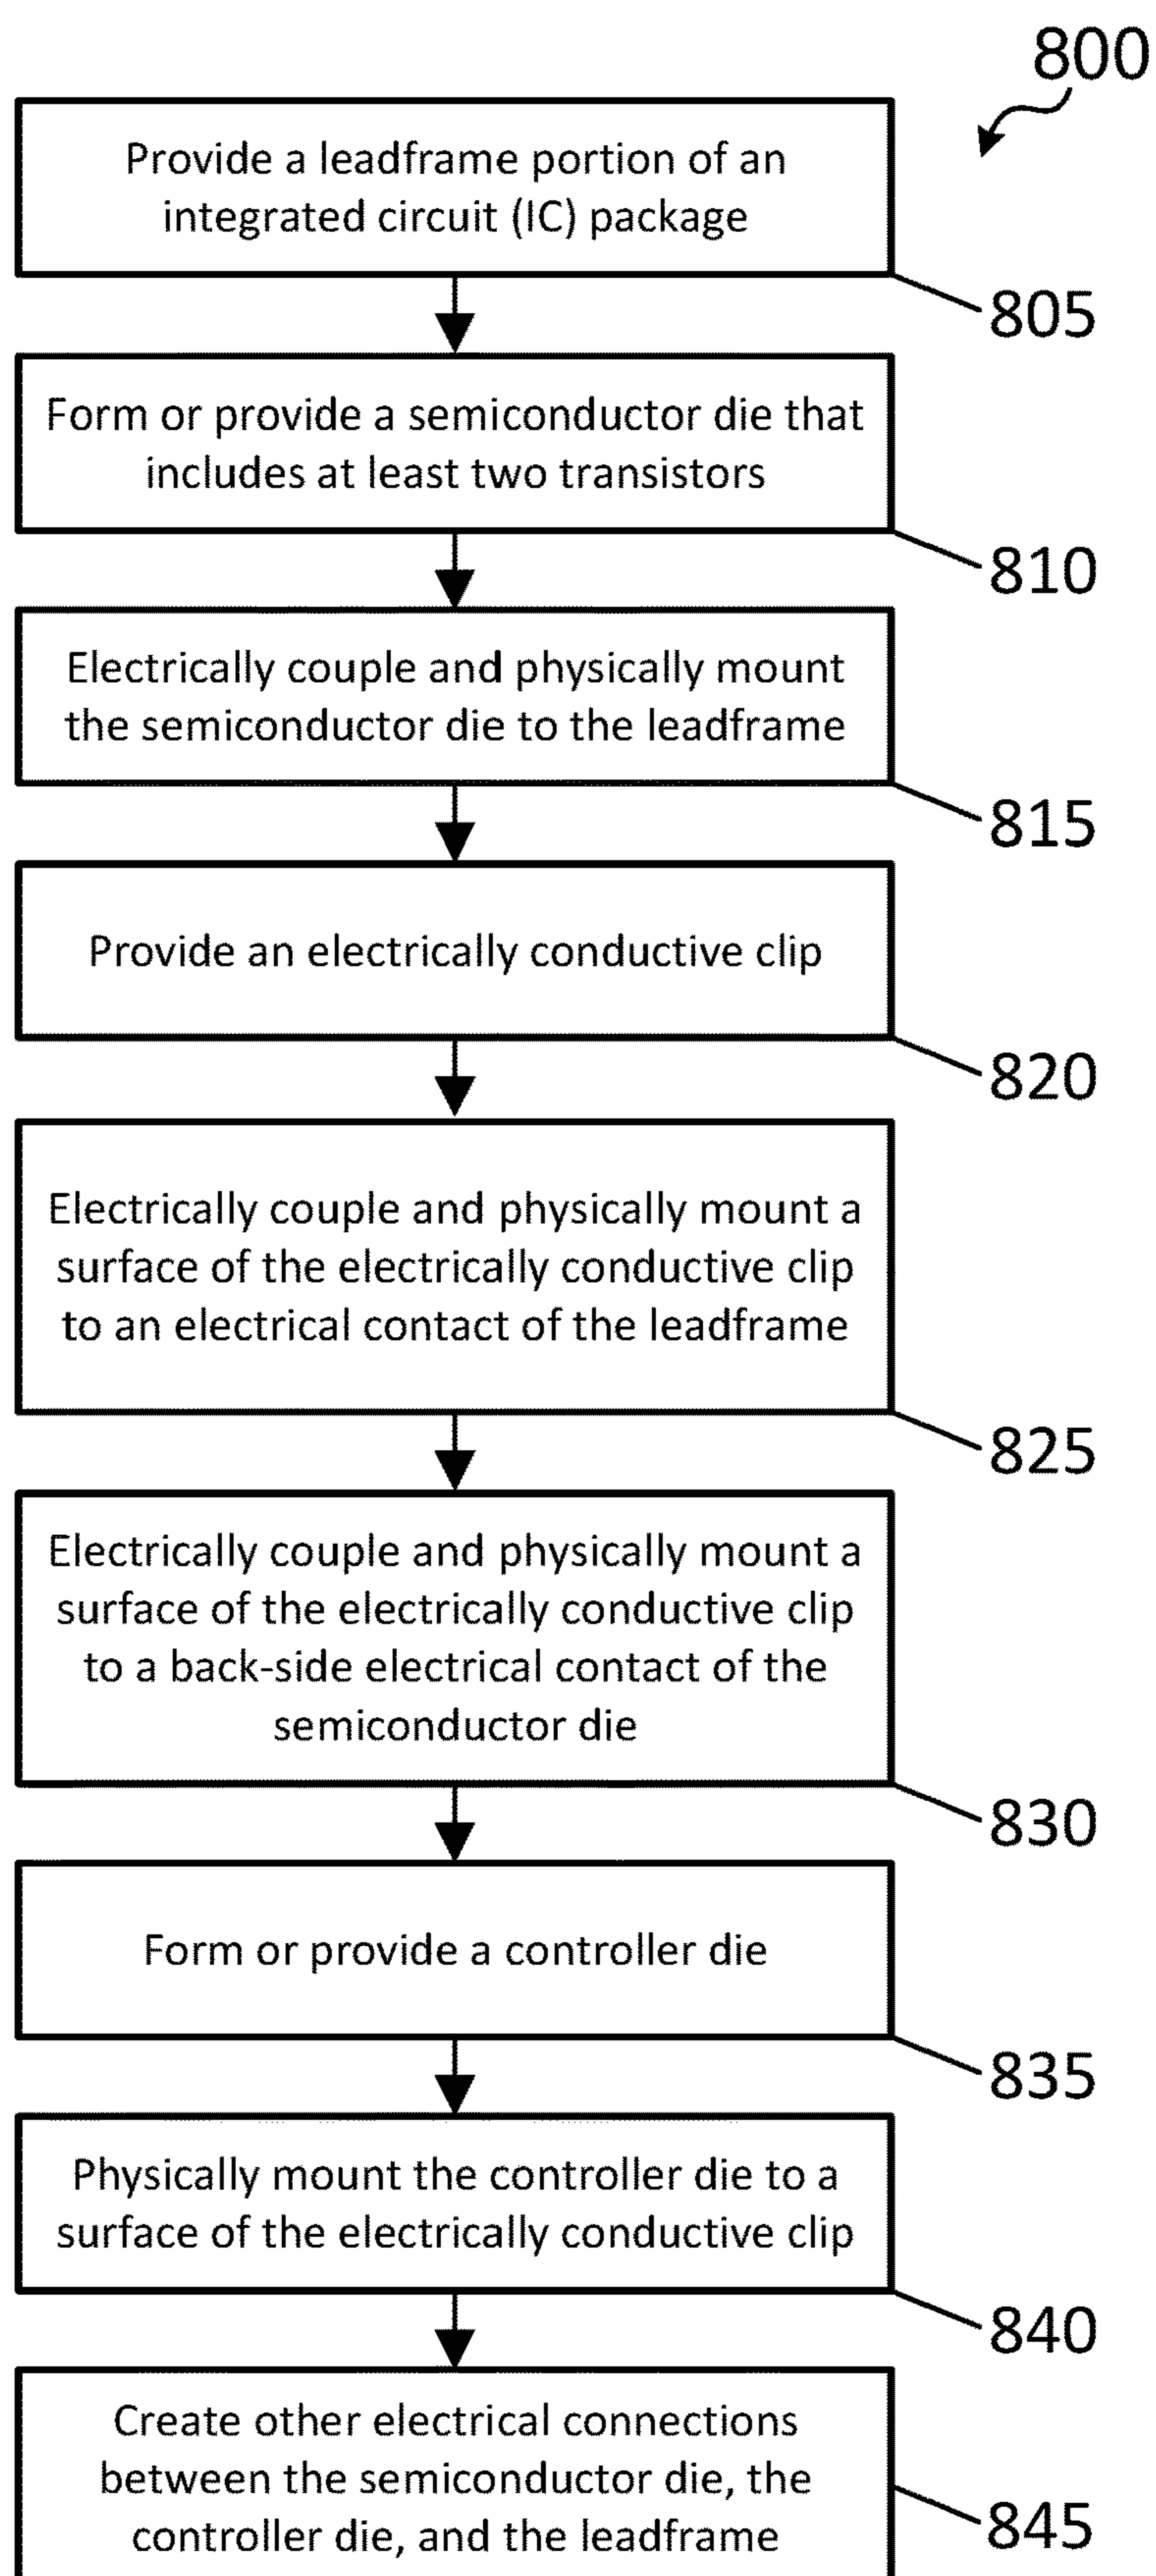 800
Provide a leadframe portion of an
integrated circuit (IC) package
805
Form or provide a semiconductor die that
includes at least two transistors
810
Electrically couple and physically mount
the semiconductor die to the leadframe
815
Provide an electrically conductive clip
820
Electrically couple and physically mount a
surface of the electrically conductive clip
to an electrical contact of the leadframe
825
Electrically couple and physically mount a
surface of the electrically conductive clip
to a back-side electrical contact of the
semiconductor die
830
Form or provide a controller die
835
Physically mount the controller die to a
surface of the electrically conductive clip
840
Create other electrical connections
between the semiconductor die, the
controller die, and the leadframe
845